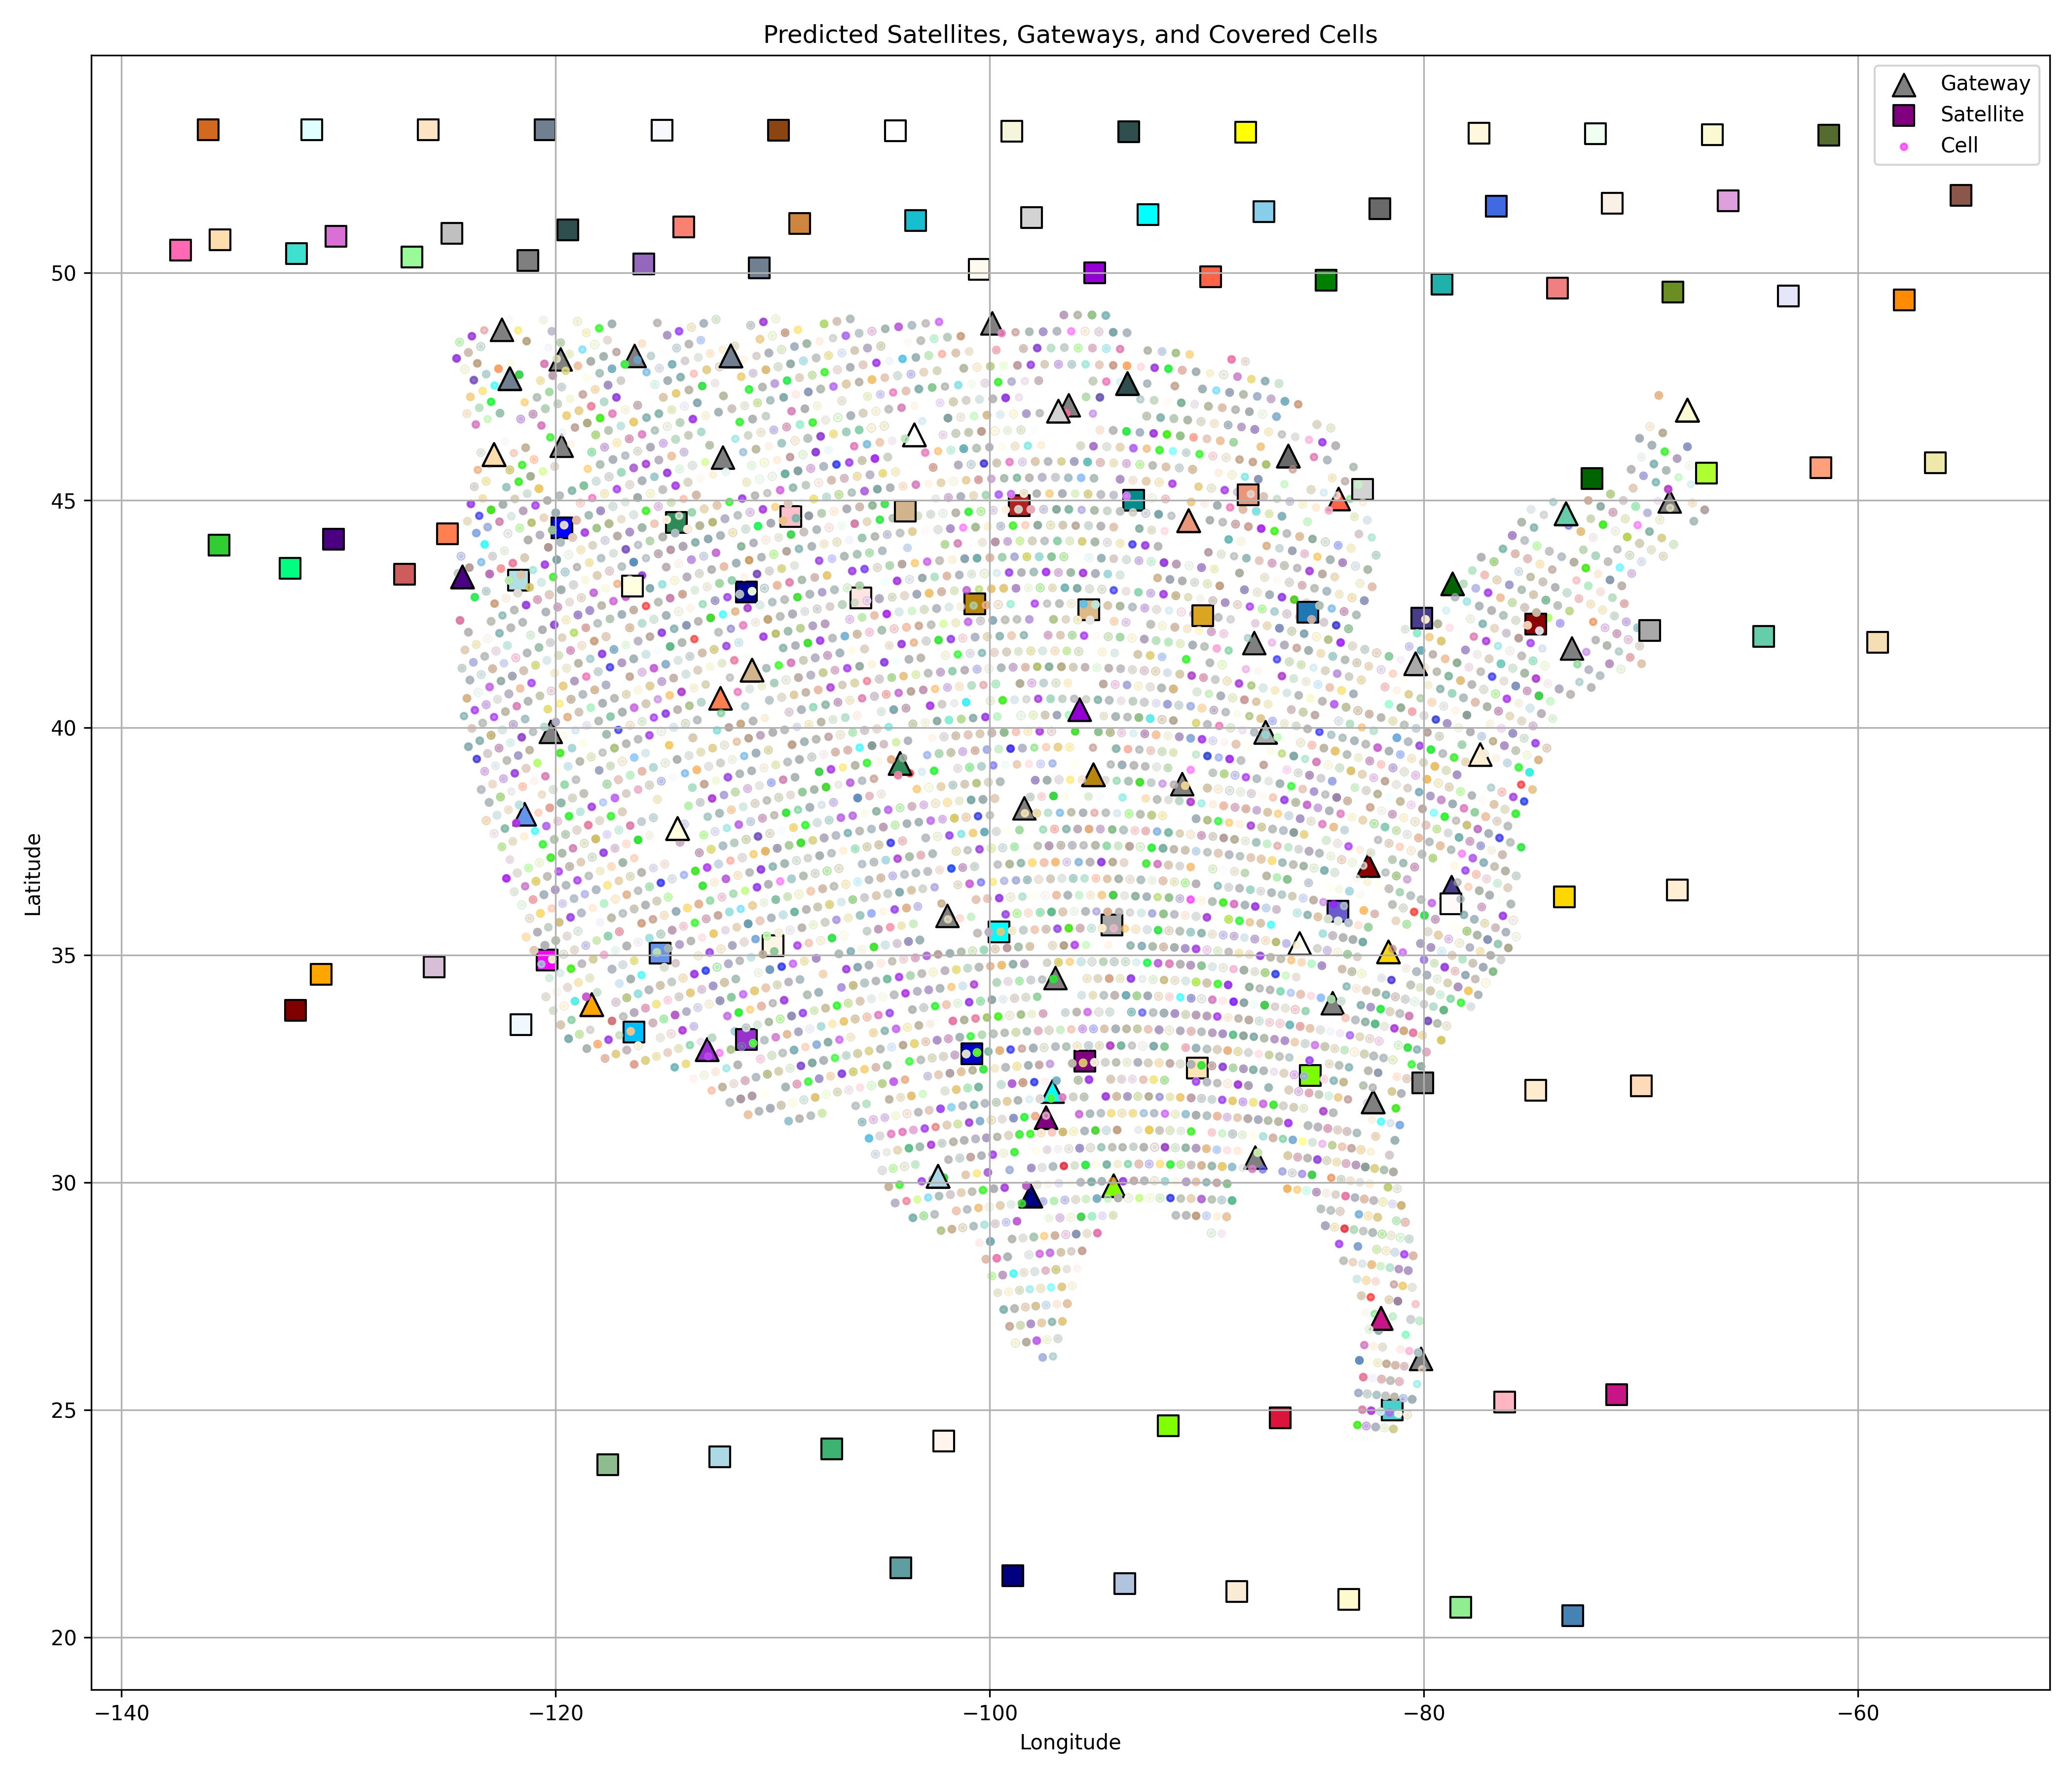 Predicted Satellites, Gateways, and Covered Cells
Gateway
Satellite
Cell
50
45
40
35
30
25
20
Latitude
−140
−120
−100
−80
−60
Longitude